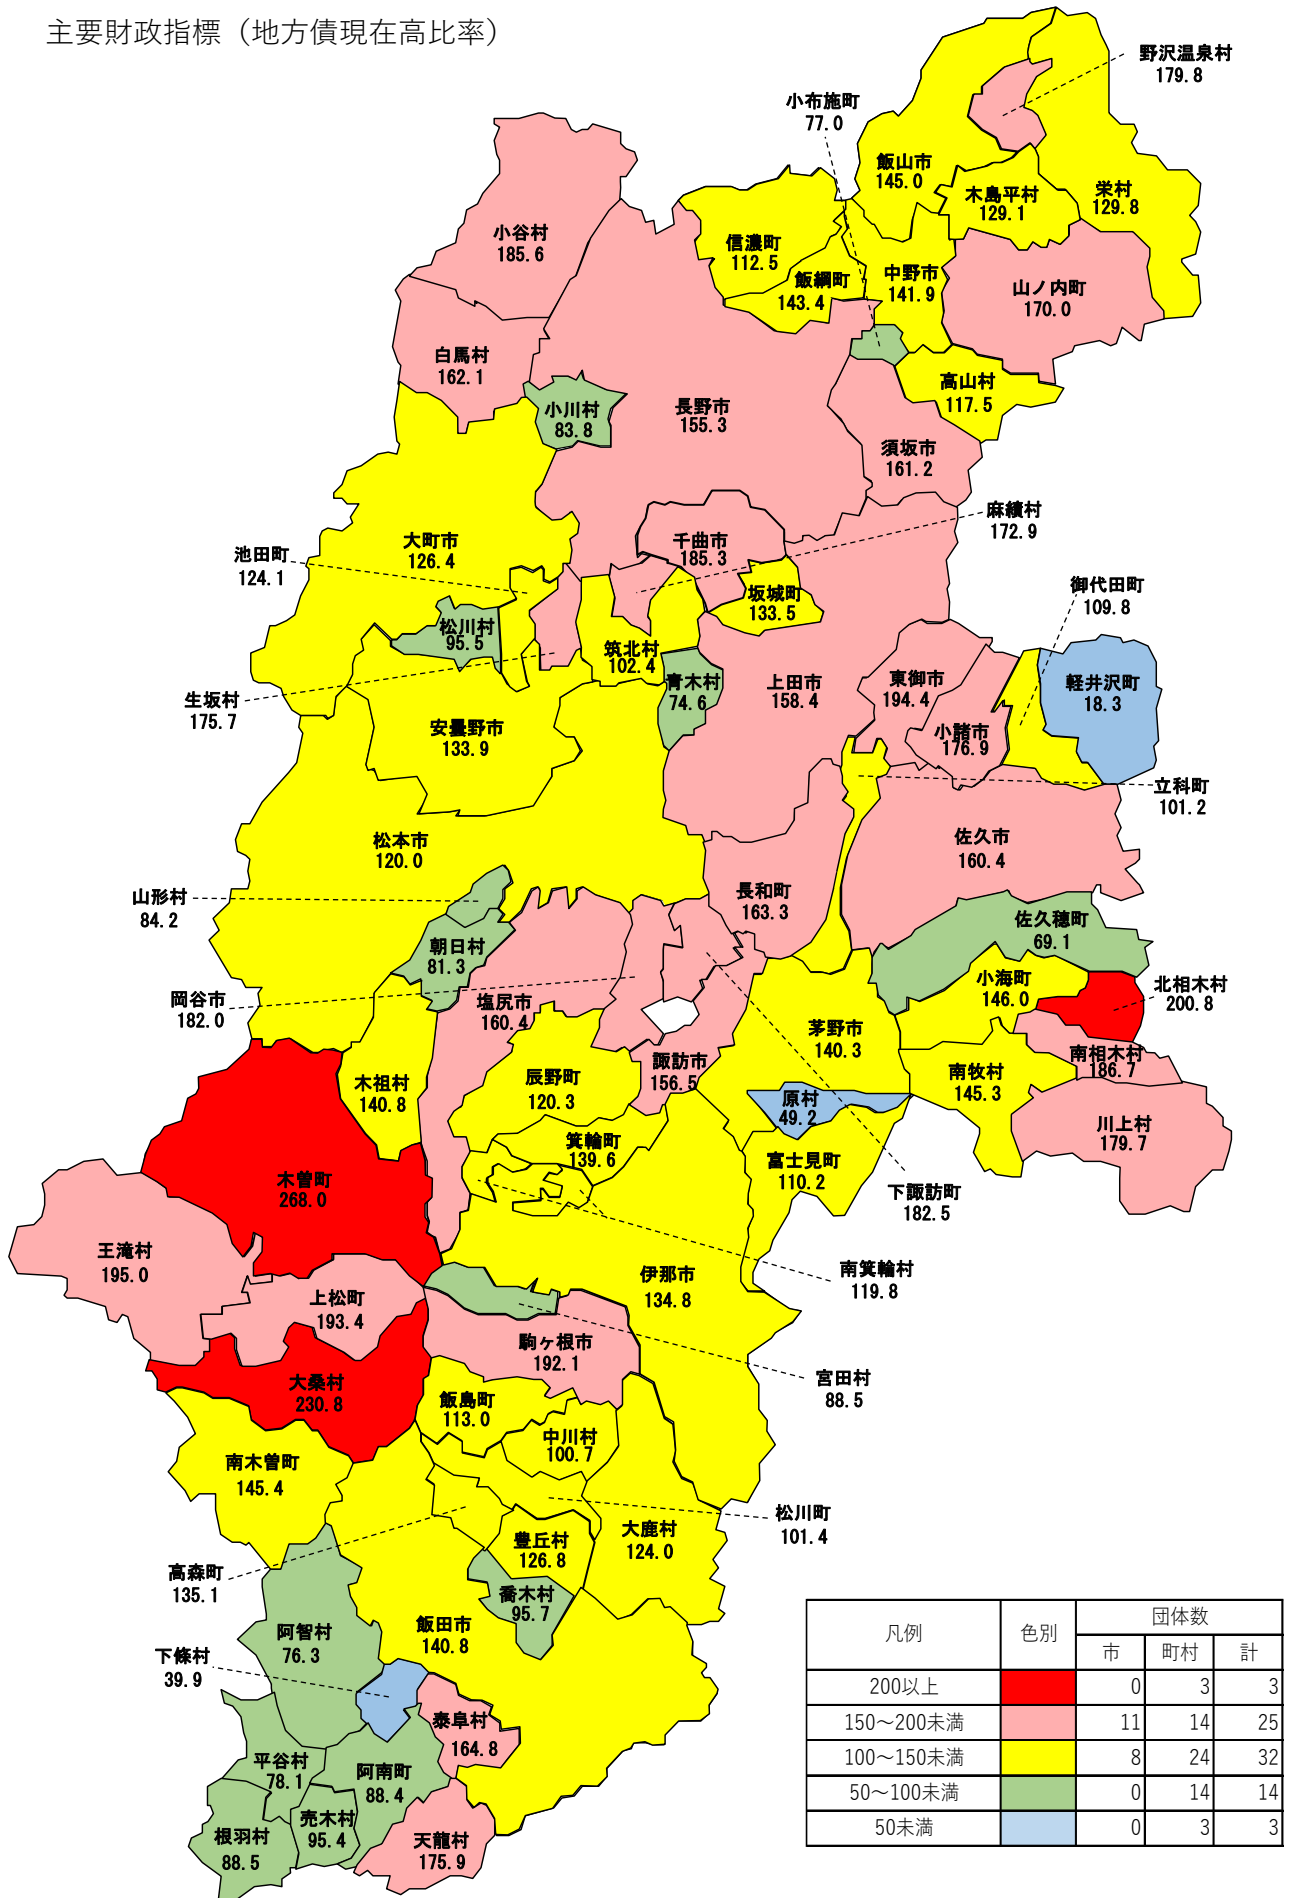 主要財政指標（地方債現在高比率）
野沢温泉村
179.8
小布施町
77.0
飯山市
145.0
木島平村
129.1
栄村
129.8
小谷村
185.6
信濃町
112.5
飯綱町
143.4
中野市
141.9
山ノ内町
170.0
白馬村
162.1
高山村
117.5
小川村
83.8
長野市
155.3
須坂市
161.2
麻績村
172.9
大町市
126.4
池田町
124.1
千曲市
185.3
坂城町
133.5
御代田町
109.8
松川村
95.5
筑北村
102.4
青木村
74.6
上田市
158.4
東御市
194.4
軽井沢町
18.3
生坂村
175.7
安曇野市
133.9
小諸市
176.9
立科町
101.2
松本市
120.0
佐久市
160.4
山形村
84.2
長和町
163.3
朝日村
81.3
佐久穂町
69.1
岡谷市
182.0
塩尻市
160.4
小海町
146.0
北相木村
200.8
茅野市
140.3
諏訪市
156.5
南相木村
186.7
木祖村
140.8
辰野町
120.3
南牧村
145.3
原村
49.2
川上村
179.7
箕輪町
139.6
富士見町
110.2
木曽町
268.0
下諏訪町
182.5
王滝村
195.0
南箕輪村
119.8
伊那市
134.8
上松町
193.4
駒ヶ根市
192.1
宮田村
88.5
大桑村
230.8
飯島町
113.0
中川村
100.7
南木曽町
145.4
松川町
101.4
大鹿村
124.0
豊丘村
126.8
高森町
135.1
喬木村
95.7
飯田市
140.8
阿智村
76.3
下條村
39.9
泰阜村
164.8
平谷村
78.1
阿南町
88.4
売木村
95.4
根羽村
88.5
天龍村
175.9
凡例 色別 団体数
市 町村 計
200以上 0 3 3
150～200未満 11 14 25
100～150未満 8 24 32
50～100未満 0 14 14
50未満 0 3 3